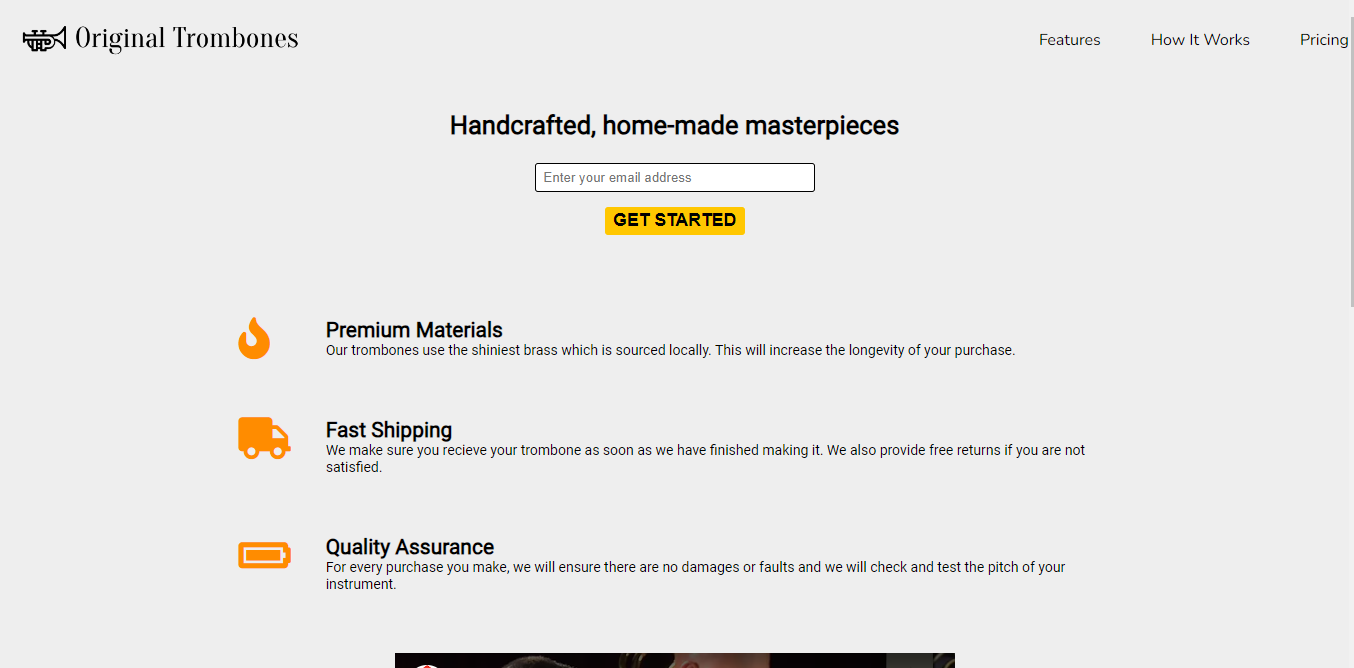 Original Trombones
Features
How It Works
Pricing
Handcrafted, home-made masterpieces
Enter your email address
GET STARTED
Premium Materials
Our trombones use the shiniest brass which is sourced locally. This will increase the longevity of your purchase.
Fast Shipping
We make sure you recieve your trombone as soon as we have finished making it. We also provide free returns if you are not
satisfied.
Quality Assurance
For every purchase you make, we will ensure there are no damages or faults and we will check and test the pitch of your
instrument.